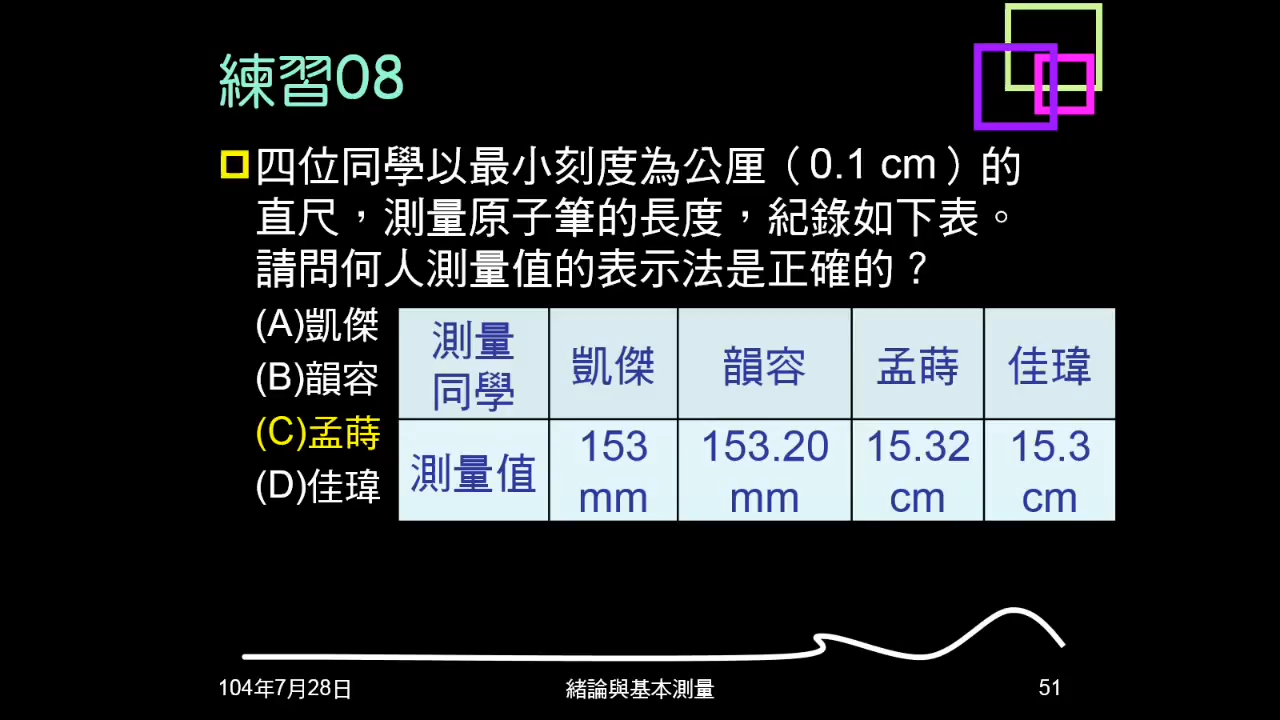 練習08
四位同學以最小刻度為公厘（0.1 cm）的
直尺，測量原子筆的長度，紀錄如下表。
請問何人測量值的表示法是正確的？
(A)凱傑
(B)韻容
(C)孟蒔
(D)佳瑋
測量
同學
凱傑
韻容
孟蒔
佳瑋
測量值
153
mm
153.20
mm
15.32
cm
15.3
cm
104年7月28日
緒論與基本測量
51